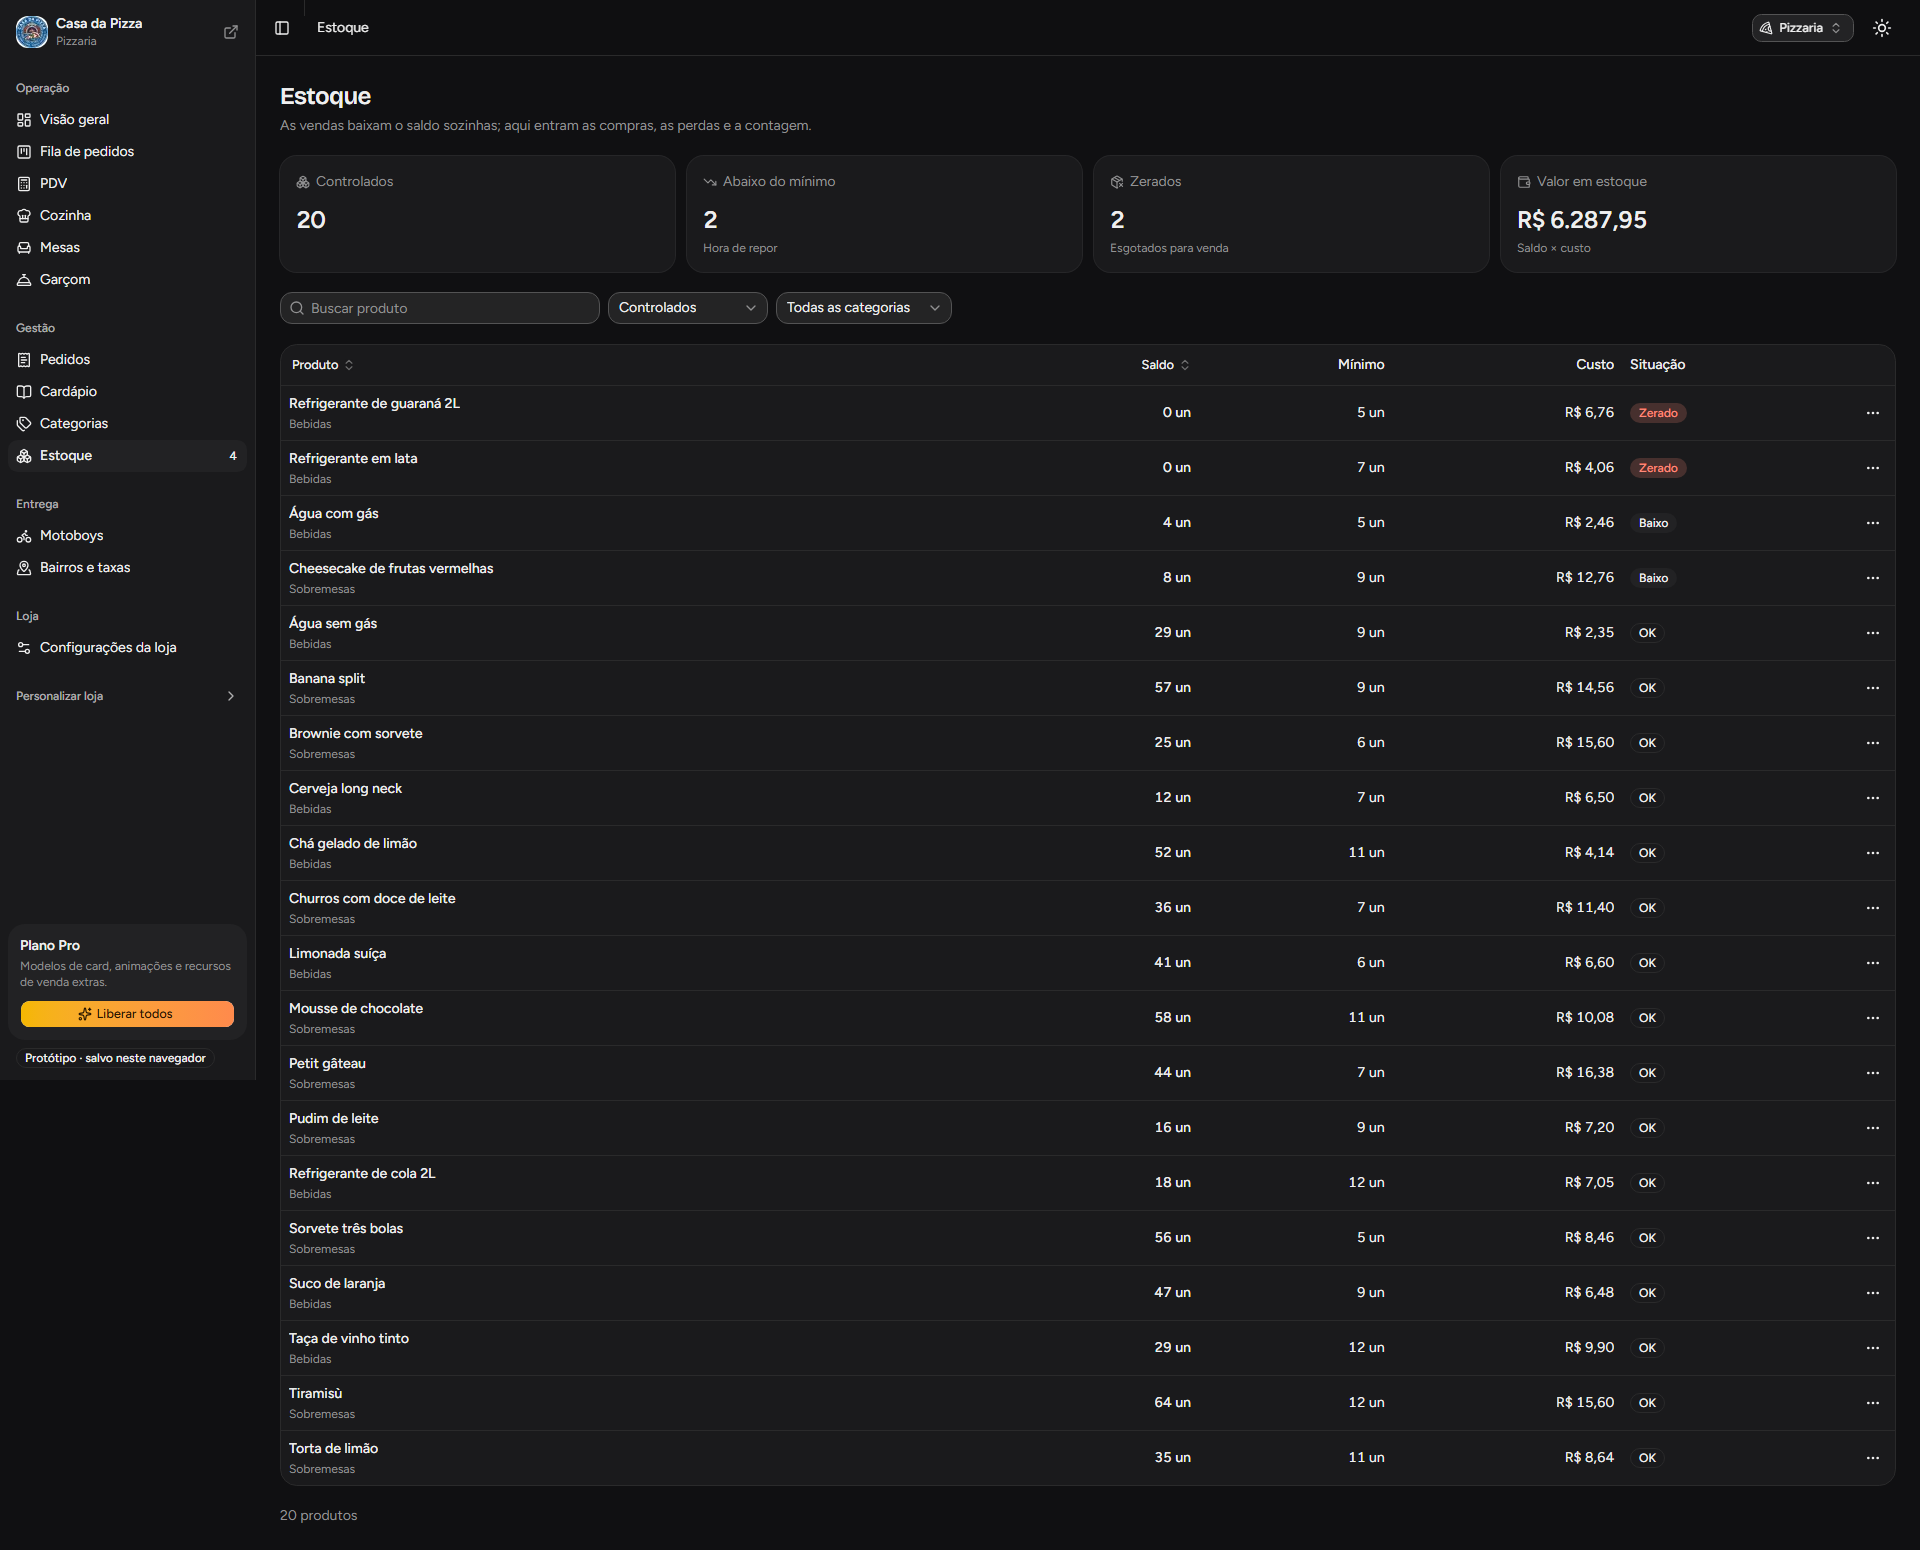 Casa da Pizza
Pizzaria
Operação
Visão geral
Fila de pedidos
PDV
Cozinha
Mesas
Garçom
Gestão
Pedidos
Cardápio
Categorias
Estoque 4
Entrega
Motoboys
Bairros e taxas
Loja
Configurações da loja
Personalizar loja
Plano Pro
Modelos de card, animações e recursos
de venda extras.
Liberar todos
Protótipo · salvo neste navegador
Estoque
Pizzaria
Estoque
As vendas baixam o saldo sozinhas; aqui entram as compras, as perdas e a contagem.
Controlados
20
Abaixo do mínimo
2
Hora de repor
Zerados
2
Esgotados para venda
Valor em estoque
R$ 6.287,95
Saldo × custo
Buscar produto
Controlados
Todas as categorias
Produto Saldo Mínimo Custo Situação
Refrigerante de guaraná 2L
Bebidas
0 un 5 un R$ 6,76 Zerado
Refrigerante em lata
Bebidas
0 un 7 un R$ 4,06 Zerado
Água com gás
Bebidas
4 un 5 un R$ 2,46 Baixo
Cheesecake de frutas vermelhas
Sobremesas
8 un 9 un R$ 12,76 Baixo
Água sem gás
Bebidas
29 un 9 un R$ 2,35 OK
Banana split
Sobremesas
57 un 9 un R$ 14,56 OK
Brownie com sorvete
Sobremesas
25 un 6 un R$ 15,60 OK
Cerveja long neck
Bebidas
12 un 7 un R$ 6,50 OK
Chá gelado de limão
Bebidas
52 un 11 un R$ 4,14 OK
Churros com doce de leite
Sobremesas
36 un 7 un R$ 11,40 OK
Limonada suíça
Bebidas
41 un 6 un R$ 6,60 OK
Mousse de chocolate
Sobremesas
58 un 11 un R$ 10,08 OK
Petit gâteau
Sobremesas
44 un 7 un R$ 16,38 OK
Pudim de leite
Sobremesas
16 un 9 un R$ 7,20 OK
Refrigerante de cola 2L
Bebidas
18 un 12 un R$ 7,05 OK
Sorvete três bolas
Sobremesas
56 un 5 un R$ 8,46 OK
Suco de laranja
Bebidas
47 un 9 un R$ 6,48 OK
Taça de vinho tinto
Bebidas
29 un 12 un R$ 9,90 OK
Tiramisù
Sobremesas
64 un 12 un R$ 15,60 OK
Torta de limão
Sobremesas
35 un 11 un R$ 8,64 OK
20 produtos